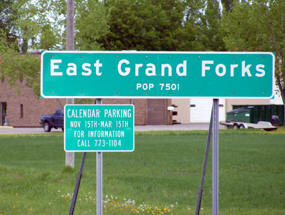 East Grand Forks
POP 7501
CALENDAR PARKING
NOV 15TH-MAR 15TH
FOR INFORMATION
CALL 773-1104